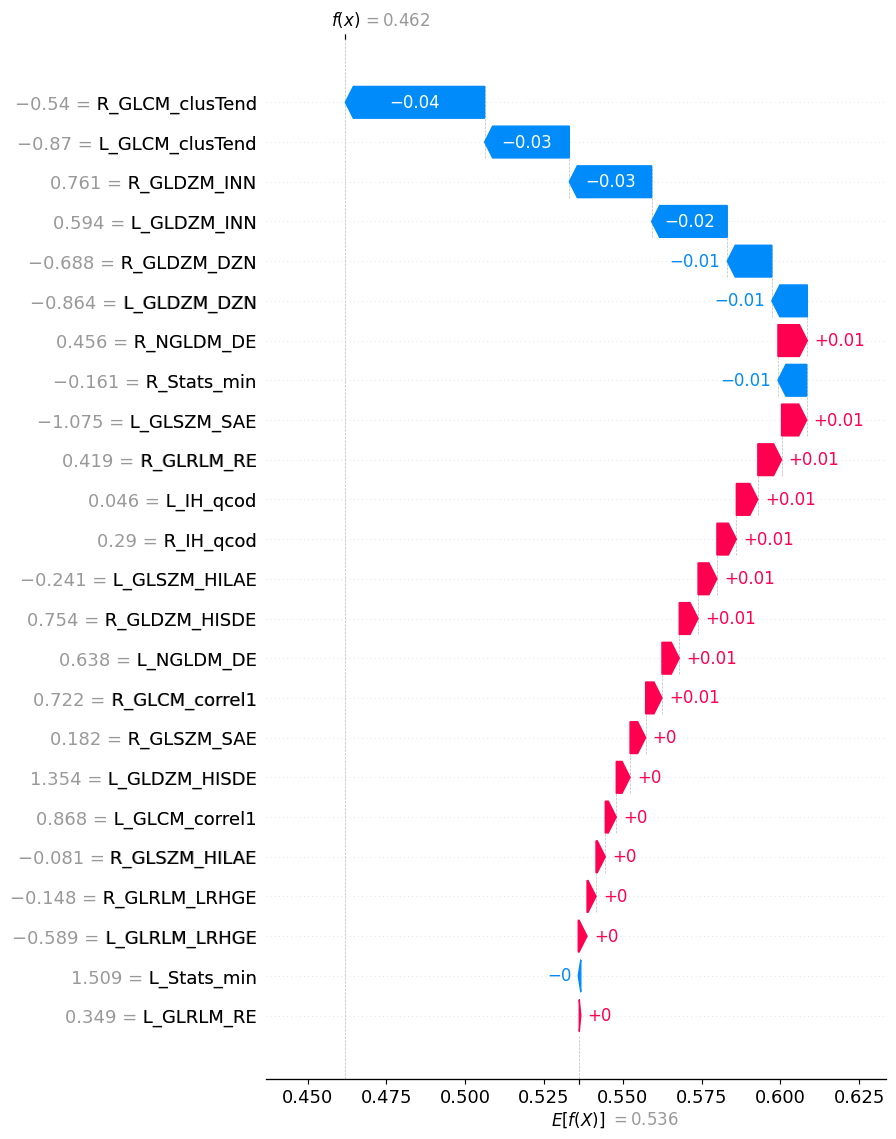 f(x) = 0.462
−0.54 = R_GLCM_clusTend −0.04
−0.87 = L_GLCM_clusTend −0.03
0.761 = R_GLDZM_INN −0.03
0.594 = L_GLDZM_INN −0.02
−0.688 = R_GLDZM_DZN −0.01
−0.864 = L_GLDZM_DZN −0.01
0.456 = R_NGLDM_DE +0.01
−0.161 = R_Stats_min −0.01
−1.075 = L_GLSZM_SAE +0.01
0.419 = R_GLRLM_RE +0.01
0.046 = L_IH_qcod +0.01
0.29 = R_IH_qcod +0.01
−0.241 = L_GLSZM_HILAE +0.01
0.754 = R_GLDZM_HISDE +0.01
0.638 = L_NGLDM_DE +0.01
0.722 = R_GLCM_correl1 +0.01
0.182 = R_GLSZM_SAE +0
1.354 = L_GLDZM_HISDE +0
0.868 = L_GLCM_correl1 +0
−0.081 = R_GLSZM_HILAE +0
−0.148 = R_GLRLM_LRHGE +0
−0.589 = L_GLRLM_LRHGE +0
1.509 = L_Stats_min −0
0.349 = L_GLRLM_RE +0
0.450 0.475 0.500 0.525 0.550 0.575 0.600 0.625
E[f(X)] = 0.536